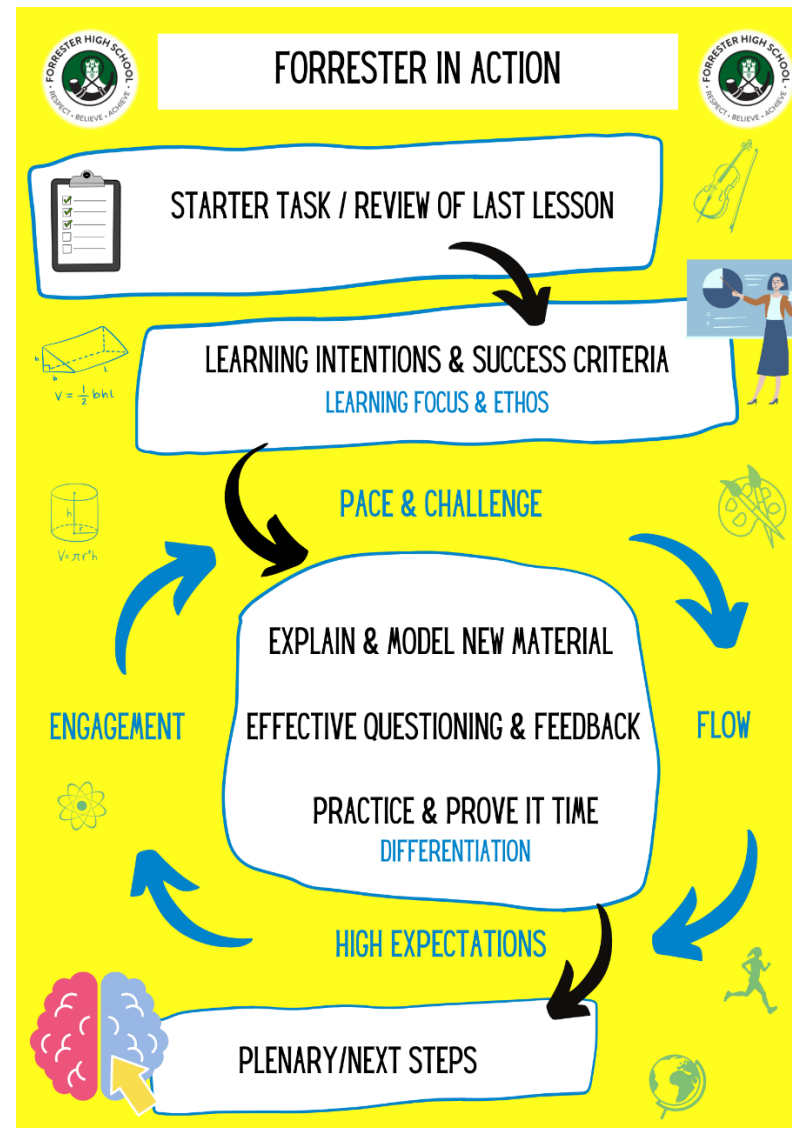 FORRESTER HIGH SCHOOL
• RESPECT • BELIEVE • ACHIEVE •
FORRESTER IN ACTION
FORRESTER HIGH SCHOOL
• RESPECT • BELIEVE • ACHIEVE •
STARTER TASK / REVIEW OF LAST LESSON
LEARNING INTENTIONS & SUCCESS CRITERIA
LEARNING FOCUS & ETHOS
h
b
l
V = 1/2 bhl
PACE & CHALLENGE
h
r
V=πr²h
EXPLAIN & MODEL NEW MATERIAL
ENGAGEMENT
EFFECTIVE QUESTIONING & FEEDBACK
FLOW
PRACTICE & PROVE IT TIME
DIFFERENTIATION
HIGH EXPECTATIONS
PLENARY/NEXT STEPS